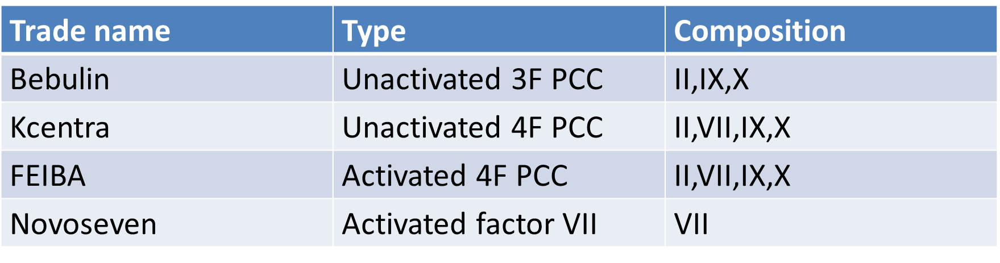 Trade name Type Composition
Bebulin Unactivated 3F PCC II,IX,X
Kcentra Unactivated 4F PCC II,VII,IX,X
FEIBA Activated 4F PCC II,VII,IX,X
Novoseven Activated factor VII VII